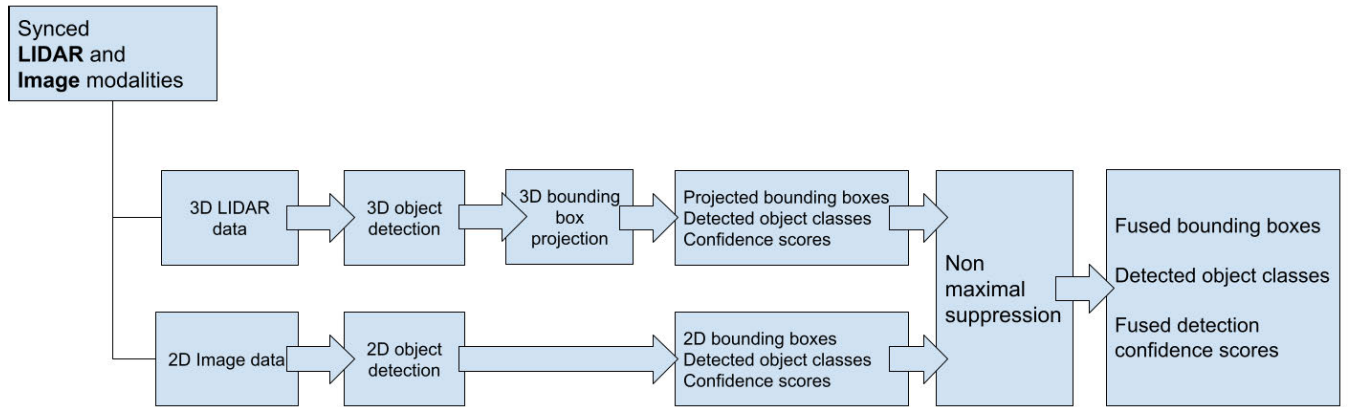 Synced
LIDAR and
Image modalities
3D LIDAR
data
3D object
detection
3D bounding
box
projection
Projected bounding boxes
Detected object classes
Confidence scores
Non
maximal
suppression
Fused bounding boxes
Detected object classes
Fused detection
confidence scores
2D Image data
2D object
detection
2D bounding boxes
Detected object classes
Confidence scores